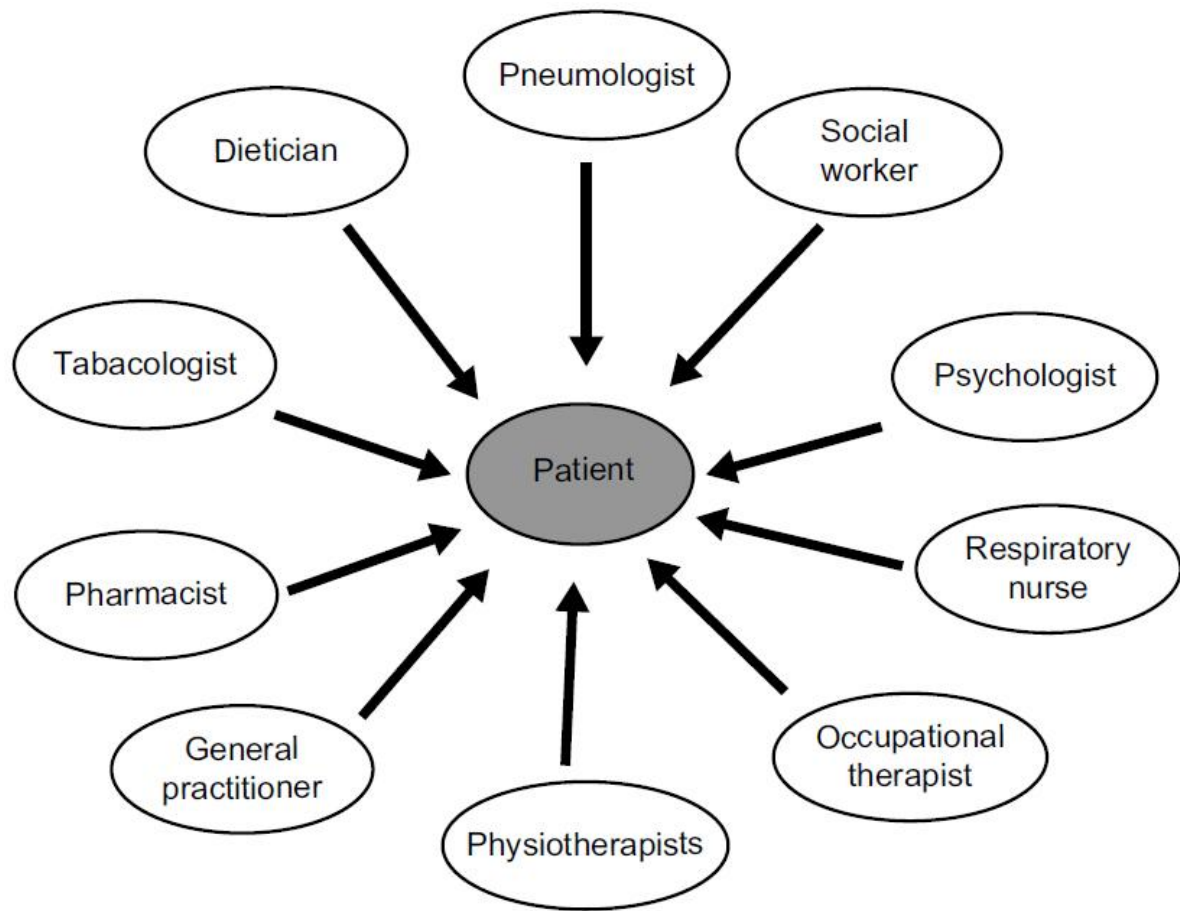 Pneumologist
Social
worker
Dietician
Tabacologist
Psychologist
Patient
Respiratory
nurse
Pharmacist
General
practitioner
Occupational
therapist
Physiotherapists